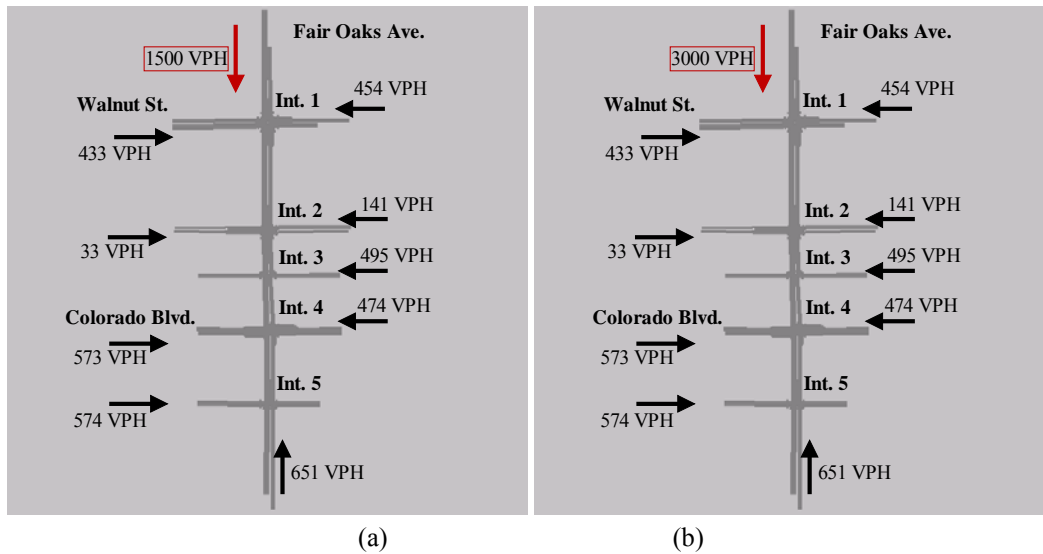 Fair Oaks Ave.
1500 VPH
454 VPH
Walnut St.
Int. 1
433 VPH
141 VPH
Int. 2
33 VPH
Int. 3
495 VPH
Int. 4
474 VPH
Colorado Blvd.
573 VPH
Int. 5
574 VPH
651 VPH
(a)
Fair Oaks Ave.
3000 VPH
454 VPH
Walnut St.
Int. 1
433 VPH
141 VPH
Int. 2
33 VPH
Int. 3
495 VPH
Int. 4
474 VPH
Colorado Blvd.
573 VPH
Int. 5
574 VPH
651 VPH
(b)